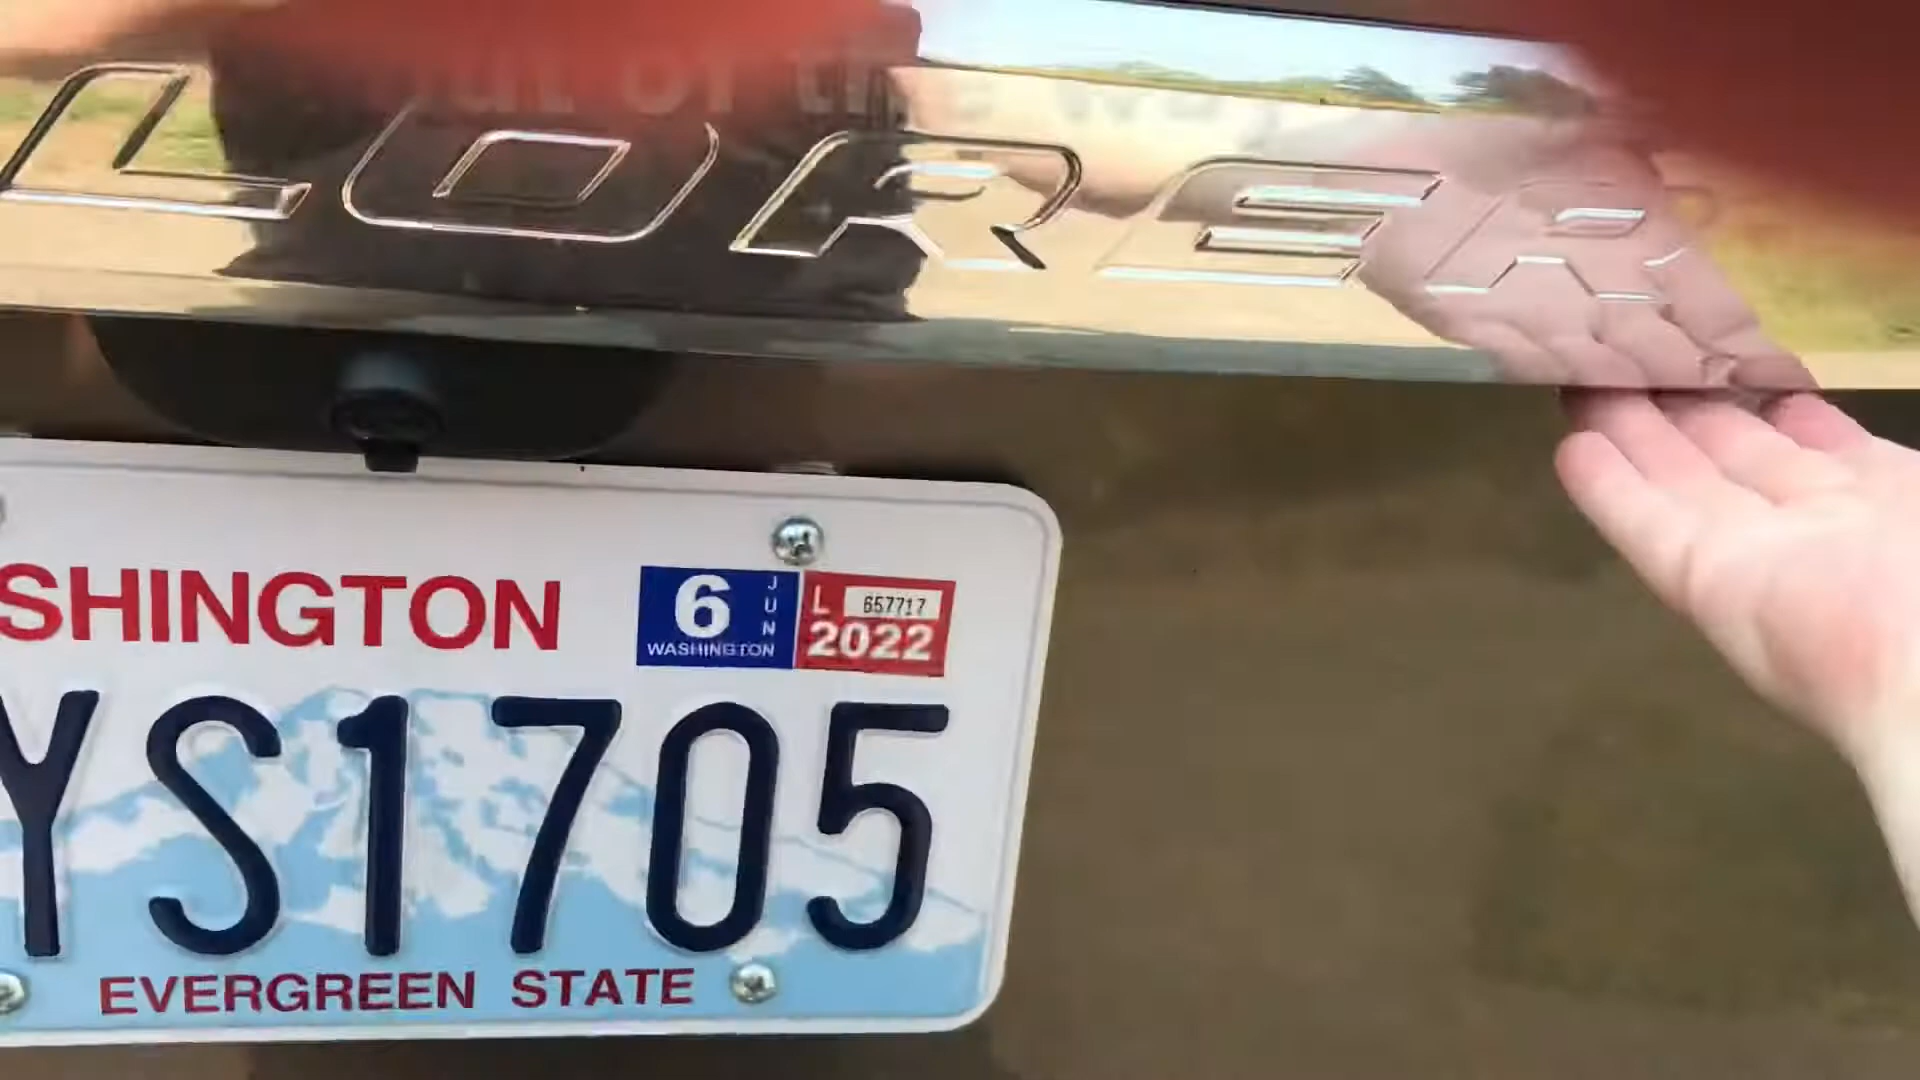 LORER
SHINGTON
6 JUN
WASHINGTON
L 657717
2022
YS1705
EVERGREEN STATE